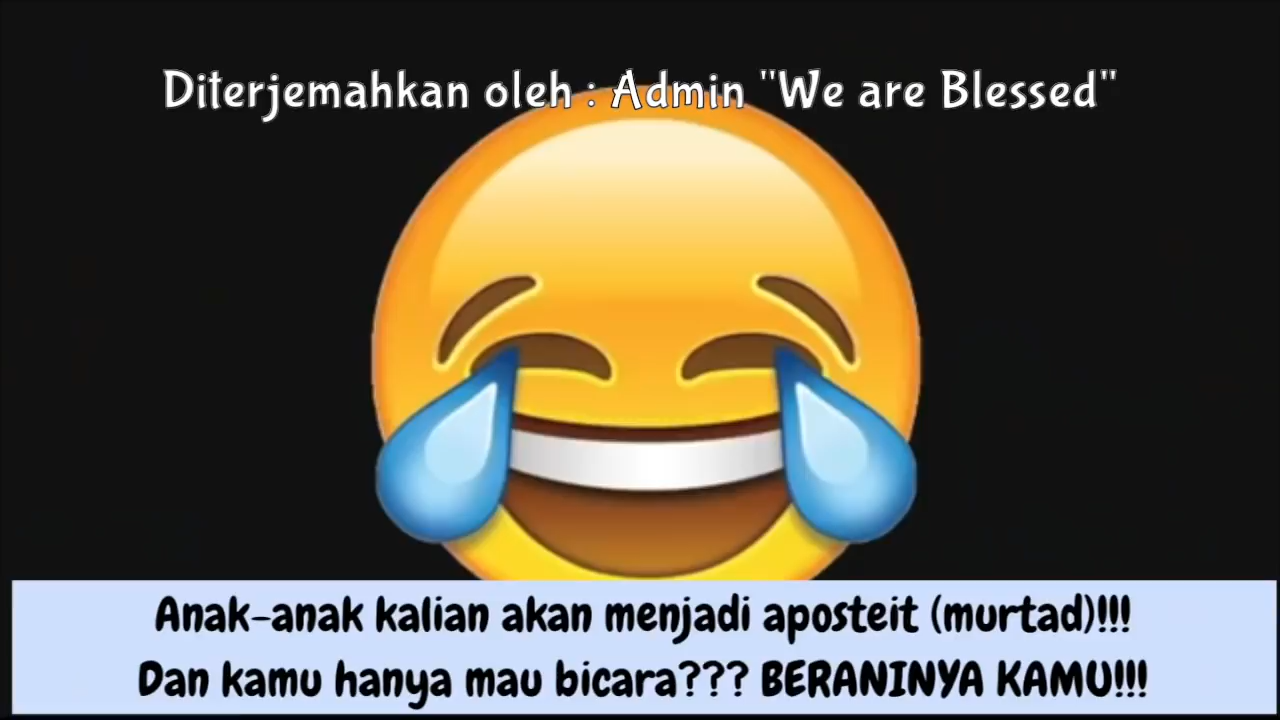 Diterjemahkan oleh : Admin "We are Blessed"
Anak-anak kalian akan menjadi aposteit (murtad)!!!
Dan kamu hanya mau bicara??? BERANINYA KAMU!!!